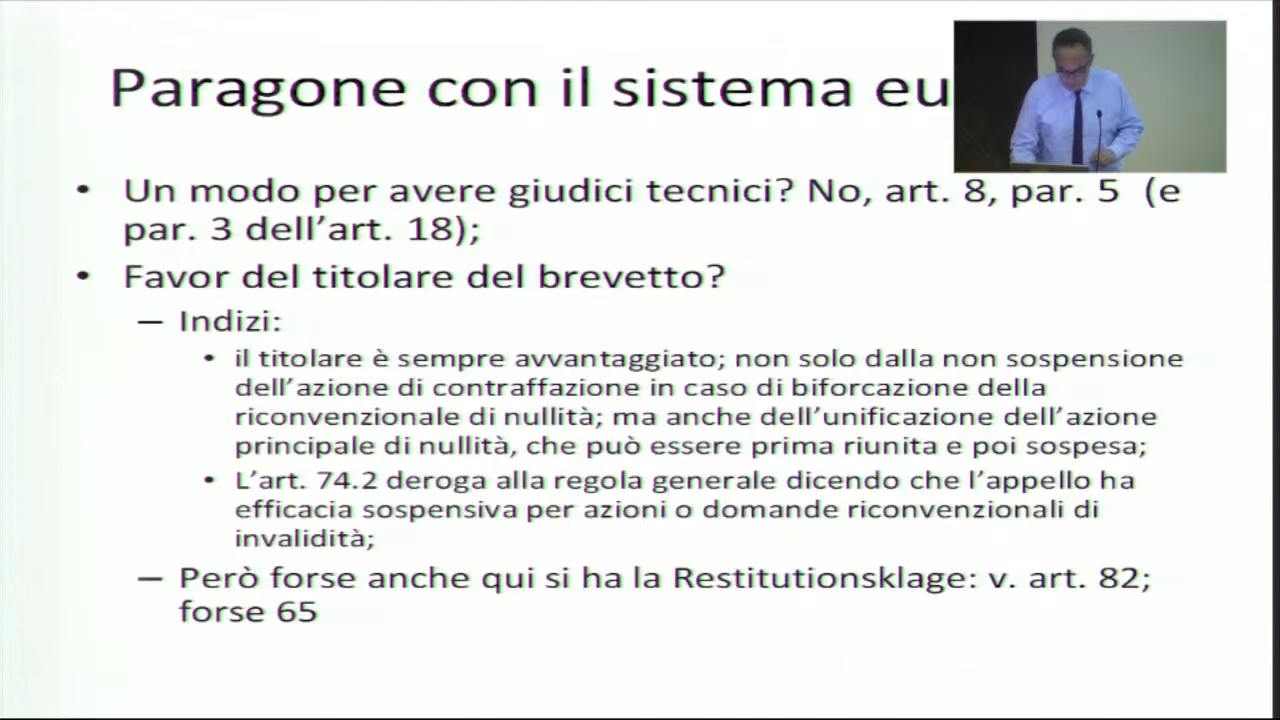 Paragone con il sistema eu
• Un modo per avere giudici tecnici? No, art. 8, par. 5 (e
par. 3 dell’art. 18);
• Favor del titolare del brevetto?
– Indizi:
• il titolare è sempre avvantaggiato; non solo dalla non sospensione
dell’azione di contraffazione in caso di biforcazione della
riconvenzionale di nullità; ma anche dell’unificazione dell’azione
principale di nullità, che può essere prima riunita e poi sospesa;
• L’art. 74.2 deroga alla regola generale dicendo che l’appello ha
efficacia sospensiva per azioni o domande riconvenzionali di
invalidità;
– Però forse anche qui si ha la Restitutionsklage: v. art. 82;
forse 65